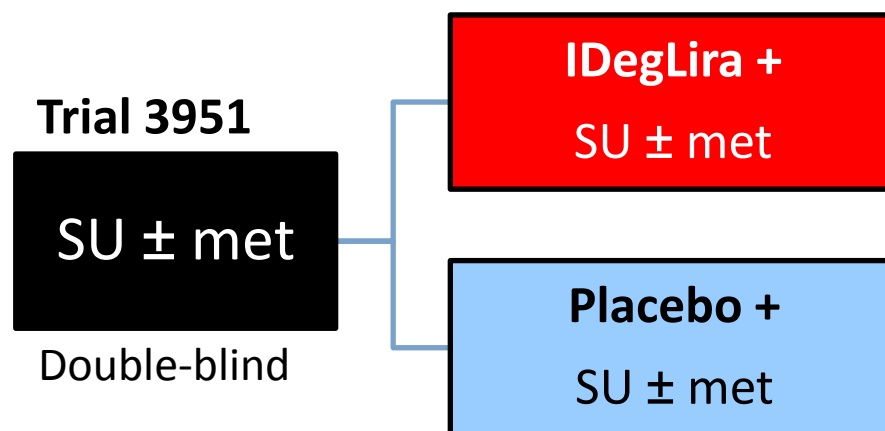 Trial 3951
SU ± met
Double-blind
IDegLira +
SU ± met
Placebo +
SU ± met